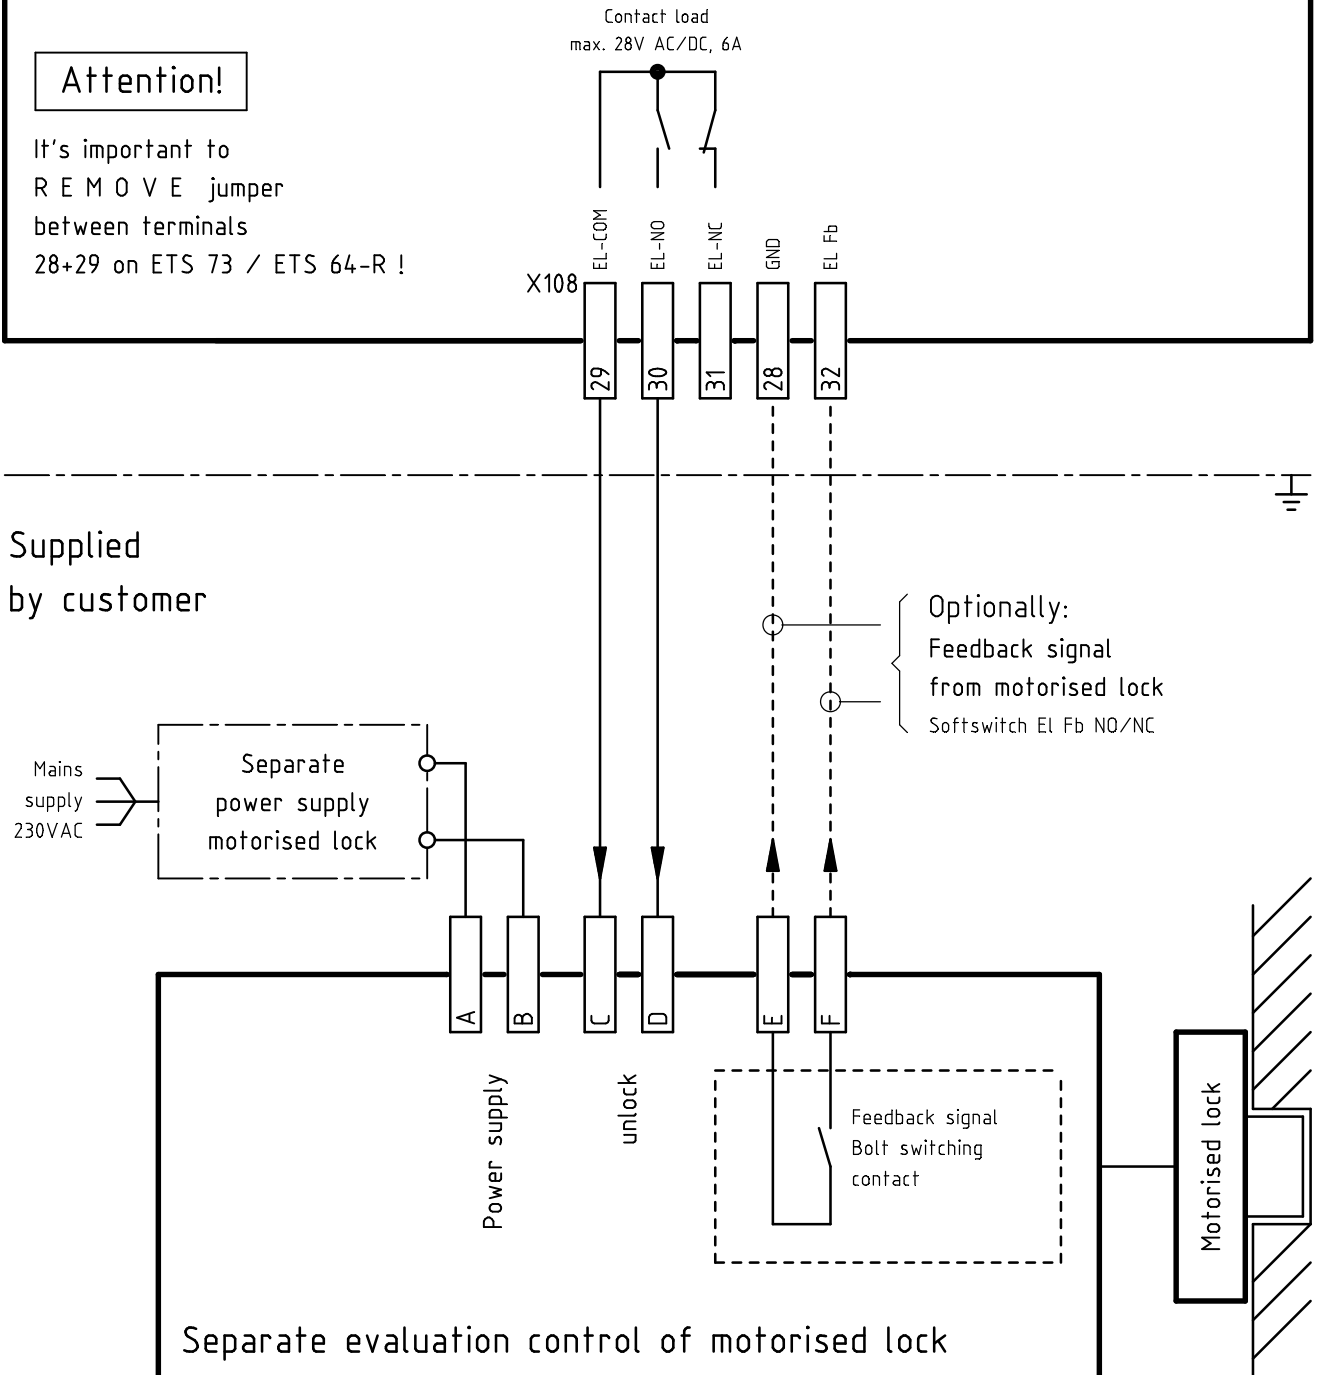 Contact load
max. 28V AC/DC, 6A
Attention!
It's important to
R E M O V E jumper
between terminals
28+29 on ETS 73 / ETS 64-R !
EL-COM
EL-NO
EL-NC
GND
EL Fb
X108
29
30
31
28
32
Supplied
by customer
Optionally:
Feedback signal
from motorised lock
Softswitch El Fb NO/NC
Mains
supply
230VAC
Separate
power supply
motorised lock
A
B
C
D
E
F
Power supply
unlock
Feedback signal
Bolt switching
contact
Motorised lock
Separate evaluation control of motorised lock